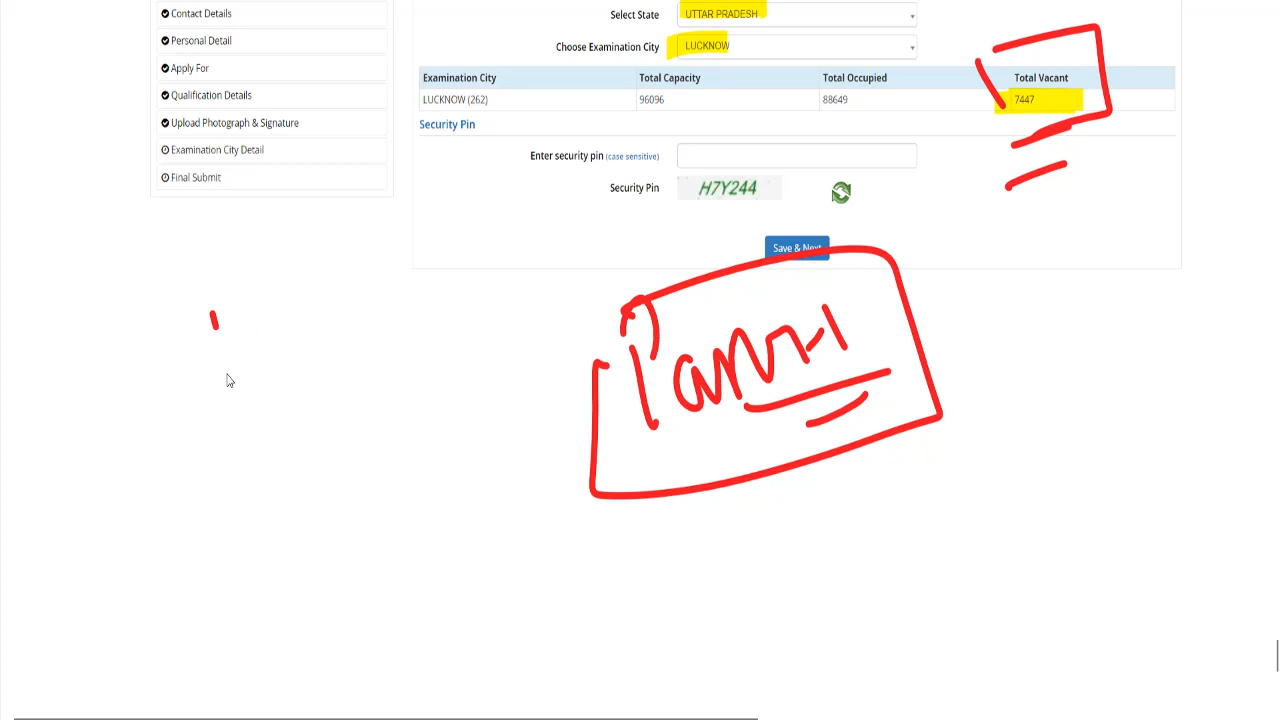 Contact Details
Personal Detail
Apply For
Qualification Details
Upload Photograph & Signature
Examination City Detail
Final Submit
Select State UTTAR PRADESH
Choose Examination City LUCKNOW
Examination City Total Capacity Total Occupied Total Vacant
LUCKNOW (262) 96096 88649 7447
Security Pin
Enter security pin (case sensitive)
Security Pin H7Y244
Save & Next